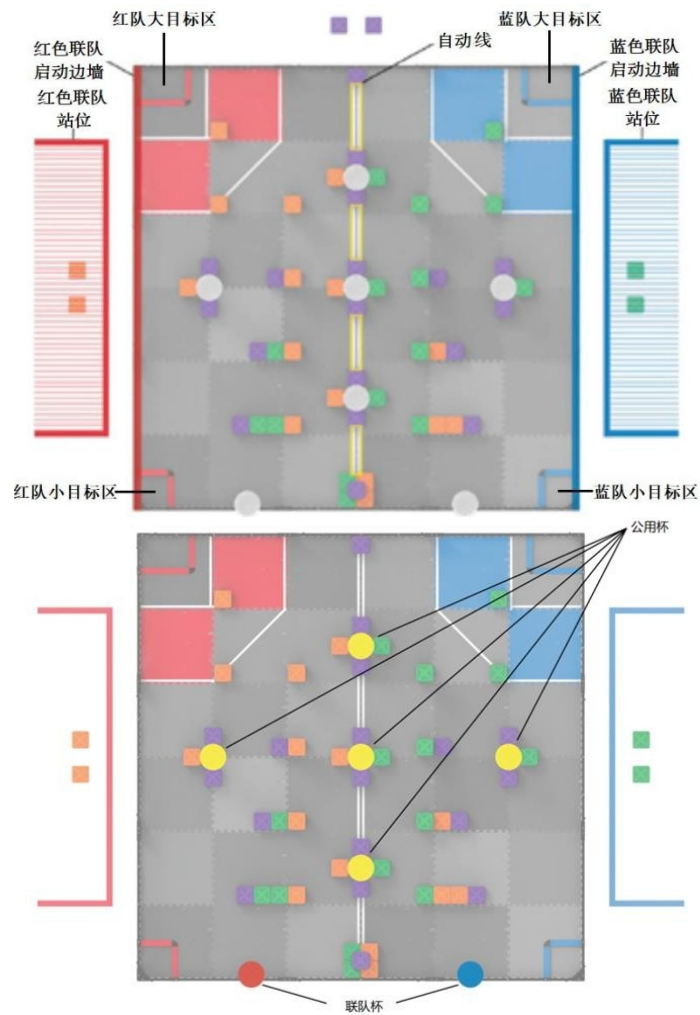 红队大目标区
蓝队大目标区
红色联队
启动边墙
自动线
蓝色联队
启动边墙
红色联队
站位
蓝色联队
站位
红队小目标区
蓝队小目标区
公用杯
联队杯